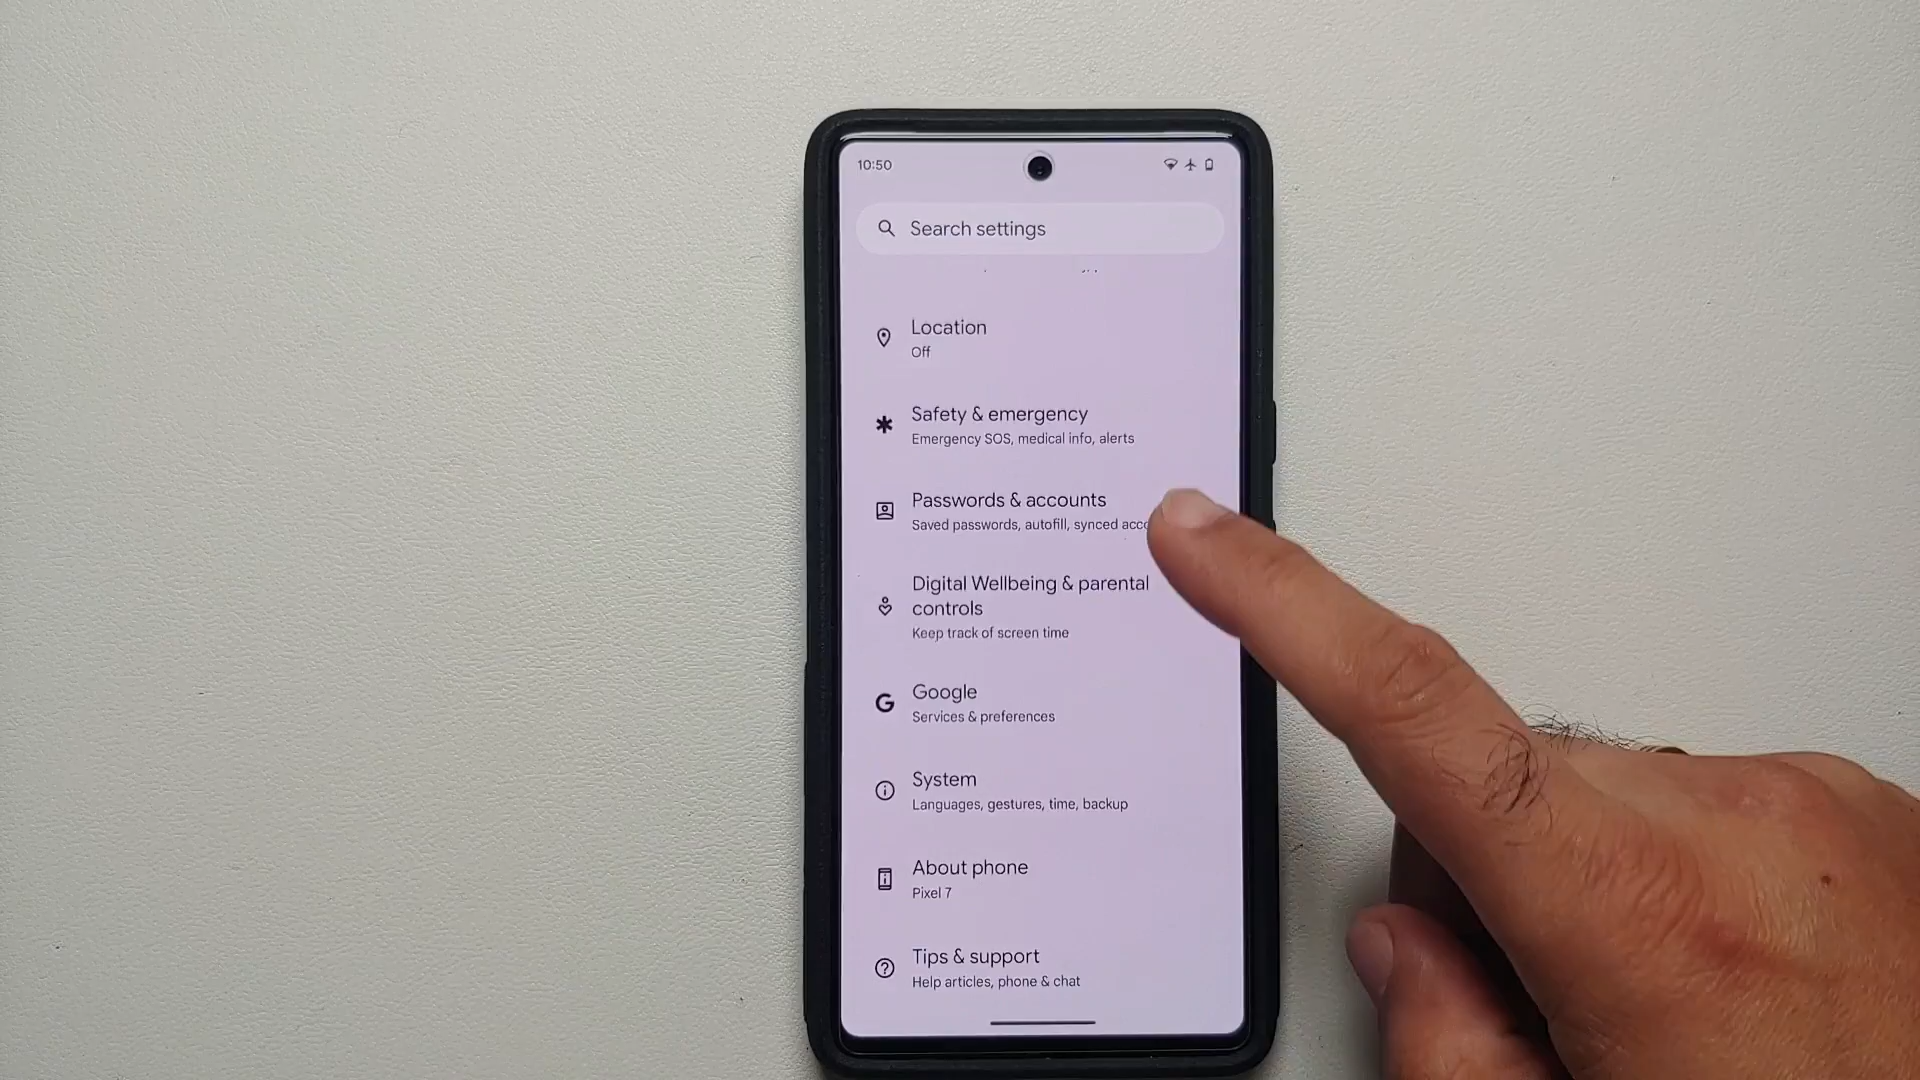 10:50
Search settings
Location
Off
Safety & emergency
Emergency SOS, medical info, alerts
Passwords & accounts
Saved passwords, autofill, synced
Digital Wellbeing & parental
controls
Keep track of screen time
Google
Services & preferences
System
Languages, gestures, time, backup
About phone
Pixel 7
Tips & support
Help articles, phone & chat